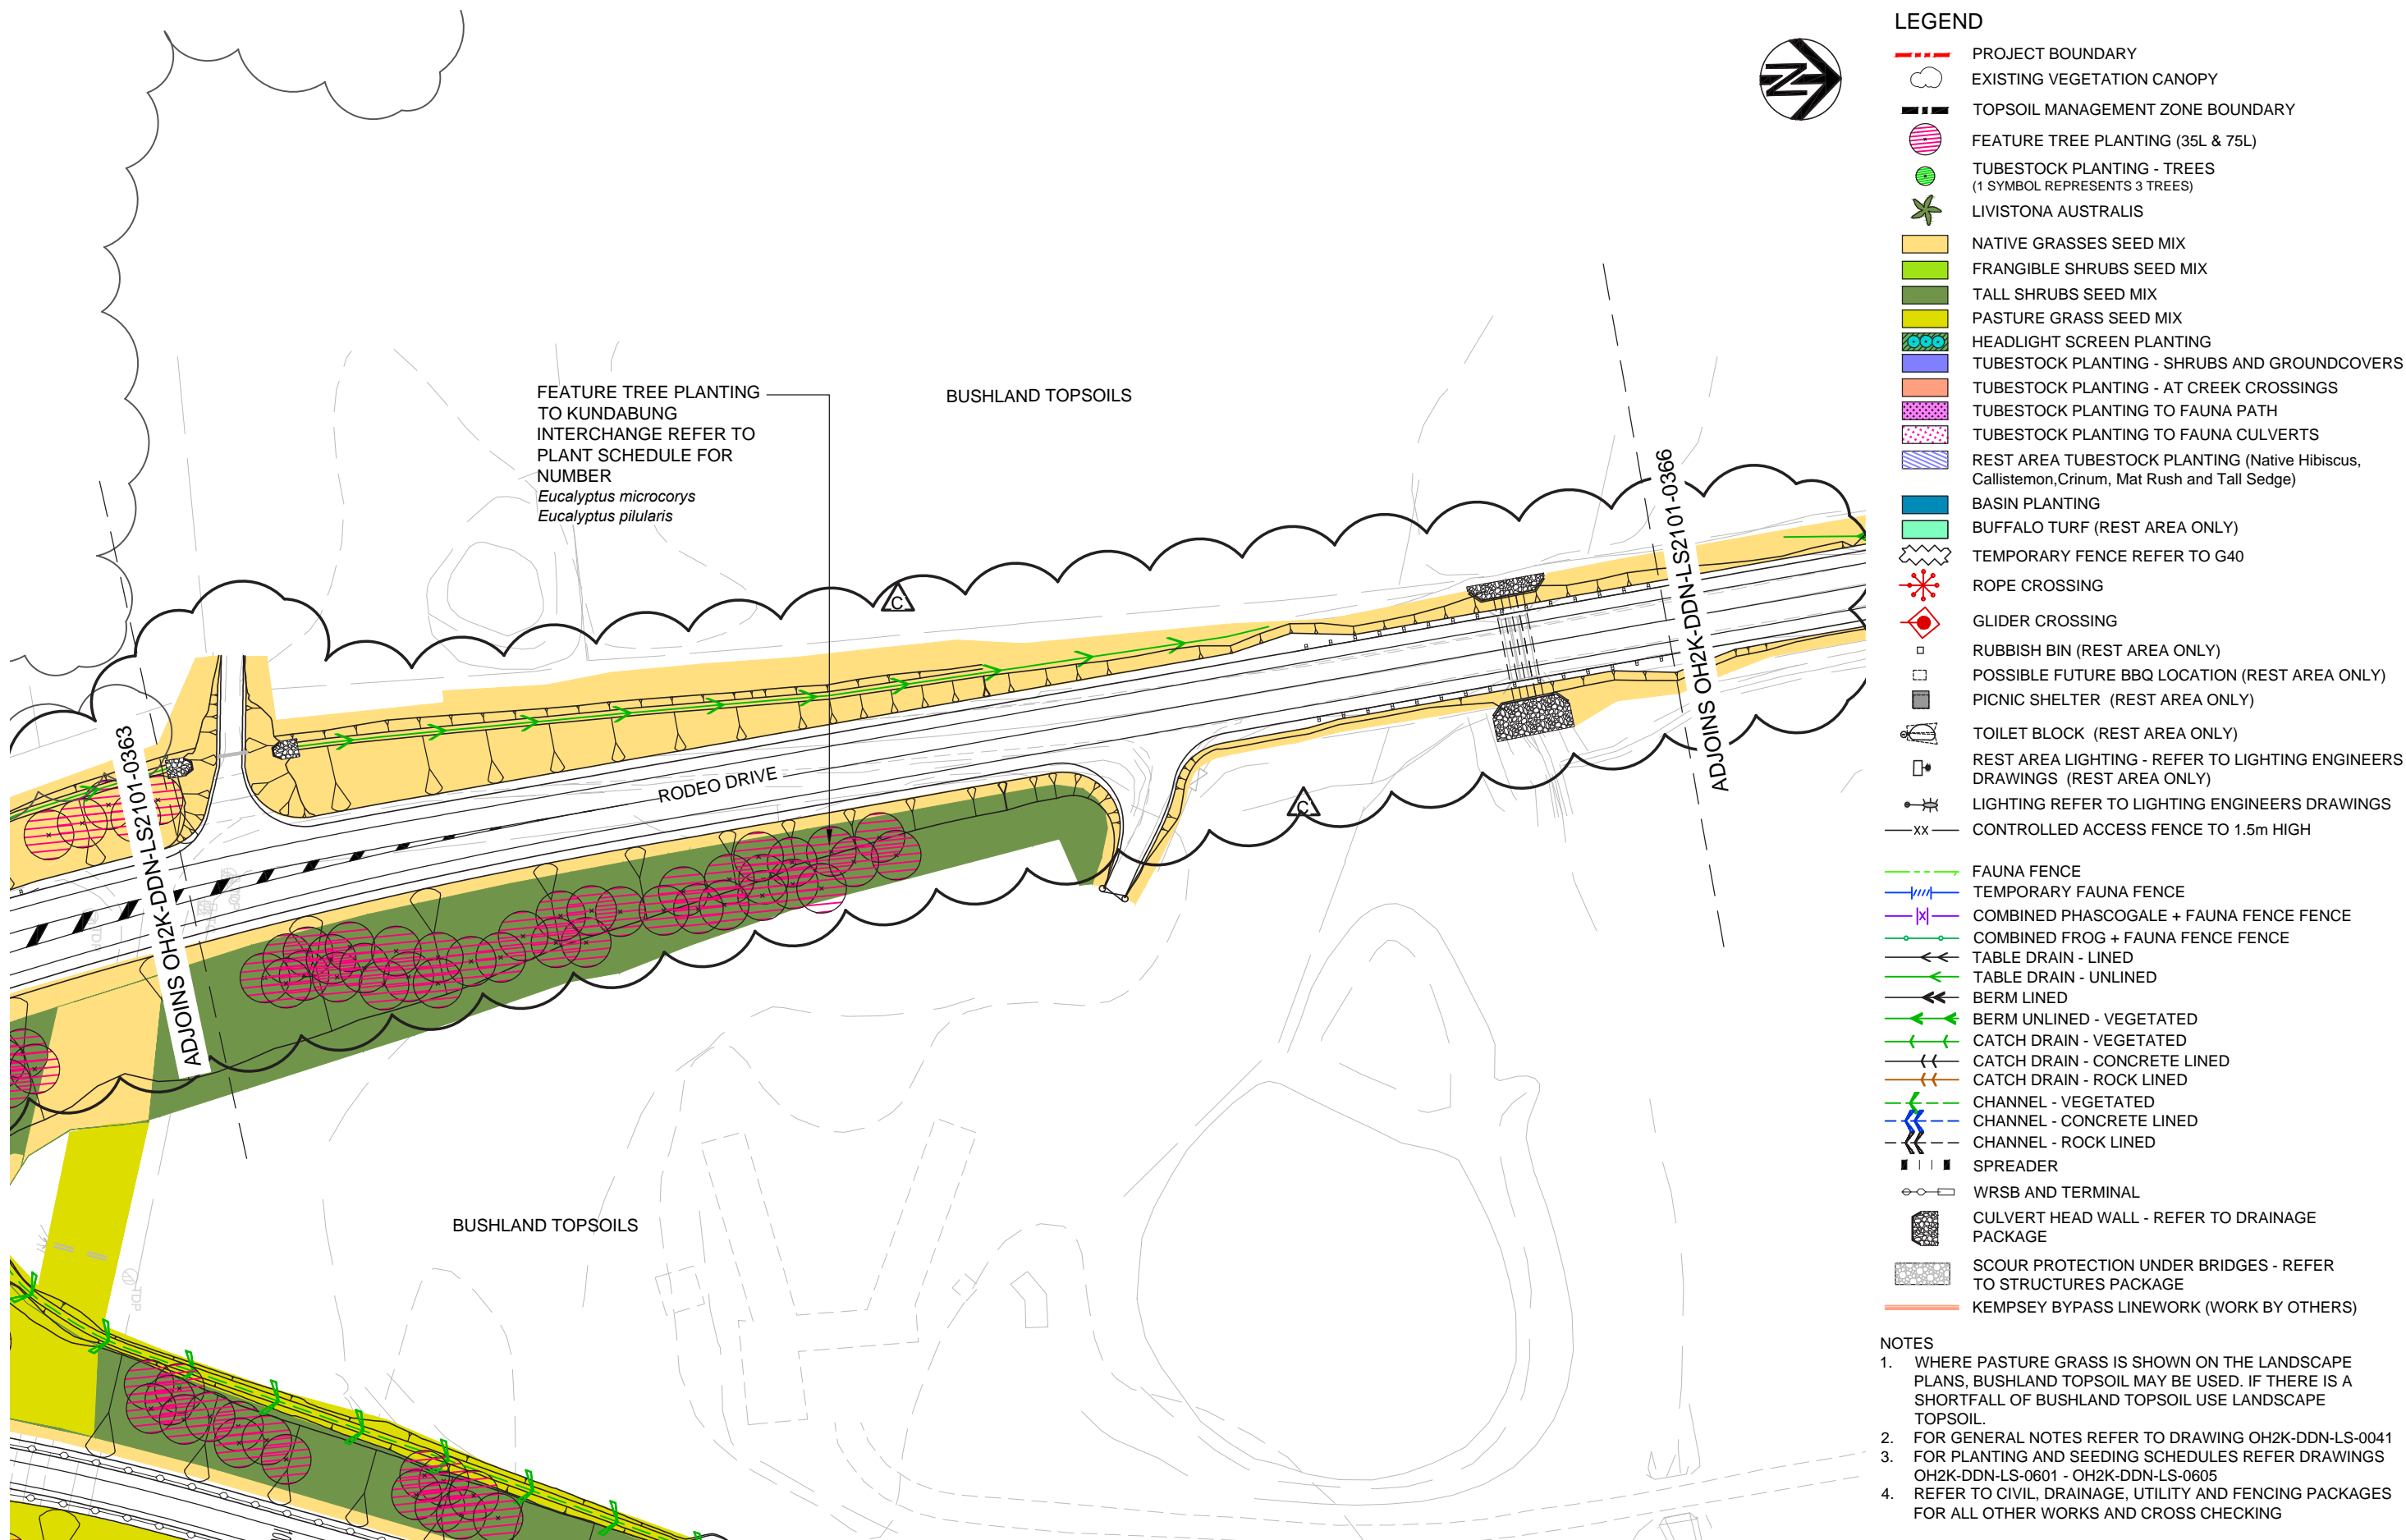 LEGEND
PROJECT BOUNDARY
EXISTING VEGETATION CANOPY
TOPSOIL MANAGEMENT ZONE BOUNDARY
FEATURE TREE PLANTING (35L & 75L)
TUBESTOCK PLANTING - TREES
(1 SYMBOL REPRESENTS 3 TREES)
LIVISTONA AUSTRALIS
NATIVE GRASSES SEED MIX
FRANGIBLE SHRUBS SEED MIX
TALL SHRUBS SEED MIX
PASTURE GRASS SEED MIX
HEADLIGHT SCREEN PLANTING
TUBESTOCK PLANTING - SHRUBS AND GROUNDCOVERS
TUBESTOCK PLANTING - AT CREEK CROSSINGS
TUBESTOCK PLANTING TO FAUNA PATH
TUBESTOCK PLANTING TO FAUNA CULVERTS
REST AREA TUBESTOCK PLANTING (Native Hibiscus,
Callistemon,Crinum, Mat Rush and Tall Sedge)
BASIN PLANTING
BUFFALO TURF (REST AREA ONLY)
TEMPORARY FENCE REFER TO G40
ROPE CROSSING
GLIDER CROSSING
RUBBISH BIN (REST AREA ONLY)
POSSIBLE FUTURE BBQ LOCATION (REST AREA ONLY)
PICNIC SHELTER (REST AREA ONLY)
TOILET BLOCK (REST AREA ONLY)
REST AREA LIGHTING - REFER TO LIGHTING ENGINEERS
DRAWINGS (REST AREA ONLY)
LIGHTING REFER TO LIGHTING ENGINEERS DRAWINGS
XX CONTROLLED ACCESS FENCE TO 1.5m HIGH
FAUNA FENCE
TEMPORARY FAUNA FENCE
X COMBINED PHASCOGALE + FAUNA FENCE FENCE
COMBINED FROG + FAUNA FENCE FENCE
TABLE DRAIN - LINED
TABLE DRAIN - UNLINED
BERM LINED
BERM UNLINED - VEGETATED
CATCH DRAIN - VEGETATED
CATCH DRAIN - CONCRETE LINED
CATCH DRAIN - ROCK LINED
CHANNEL - VEGETATED
CHANNEL - CONCRETE LINED
CHANNEL - ROCK LINED
SPREADER
WRSB AND TERMINAL
CULVERT HEAD WALL - REFER TO DRAINAGE
PACKAGE
SCOUR PROTECTION UNDER BRIDGES - REFER
TO STRUCTURES PACKAGE
KEMPSEY BYPASS LINEWORK (WORK BY OTHERS)
NOTES
1. WHERE PASTURE GRASS IS SHOWN ON THE LANDSCAPE
PLANS, BUSHLAND TOPSOIL MAY BE USED. IF THERE IS A
SHORTFALL OF BUSHLAND TOPSOIL USE LANDSCAPE
TOPSOIL.
2. FOR GENERAL NOTES REFER TO DRAWING OH2K-DDN-LS-0041
3. FOR PLANTING AND SEEDING SCHEDULES REFER DRAWINGS
OH2K-DDN-LS-0601 - OH2K-DDN-LS-0605
4. REFER TO CIVIL, DRAINAGE, UTILITY AND FENCING PACKAGES
FOR ALL OTHER WORKS AND CROSS CHECKING
N
FEATURE TREE PLANTING
TO KUNDABUNG
INTERCHANGE REFER TO
PLANT SCHEDULE FOR
NUMBER
Eucalyptus microcorys
Eucalyptus pilularis
BUSHLAND TOPSOILS
C
C
RODEO DRIVE
ADJOINS OH2K-DDN-LS2101-0363
ADJOINS OH2K-DDN-LS2101-0366
BUSHLAND TOPSOILS
TDP